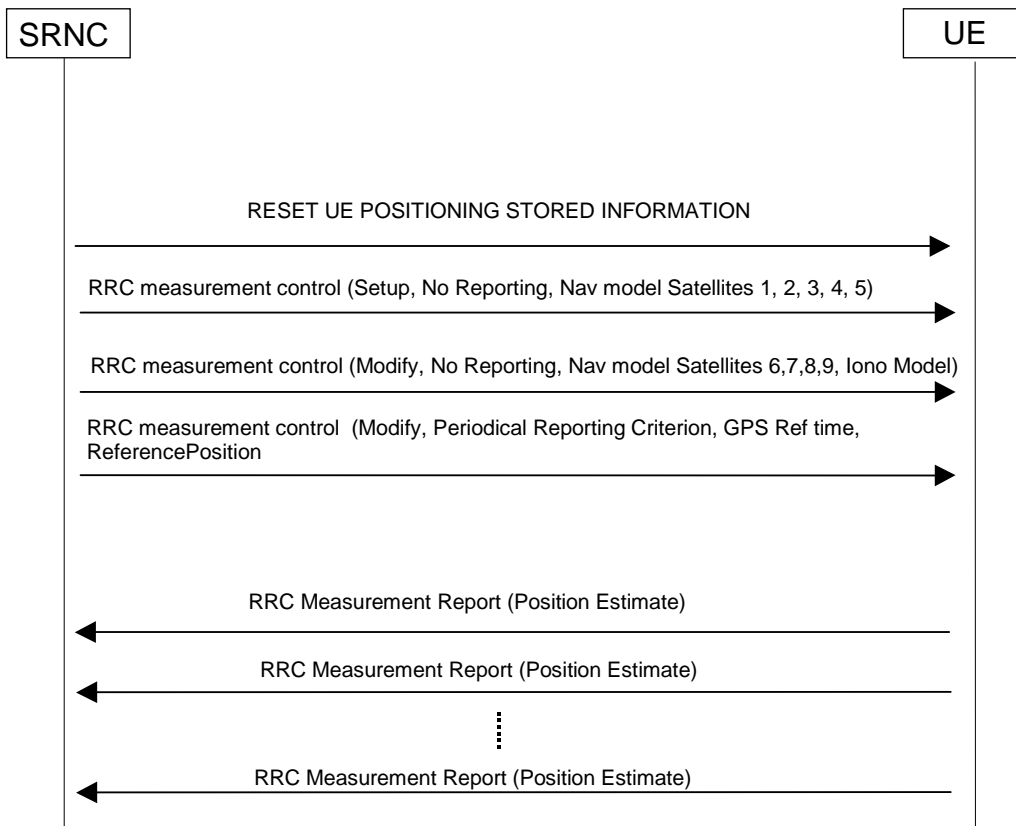 SRNC
UE
RESET UE POSITIONING STORED INFORMATION
RRC measurement control (Setup, No Reporting, Nav model Satellites 1, 2, 3, 4, 5)
RRC measurement control (Modify, No Reporting, Nav model Satellites 6,7,8,9, Iono Model)
RRC measurement control  (Modify, Periodical Reporting Criterion, GPS Ref time,
ReferencePosition
RRC Measurement Report (Position Estimate)
RRC Measurement Report (Position Estimate)
RRC Measurement Report (Position Estimate)